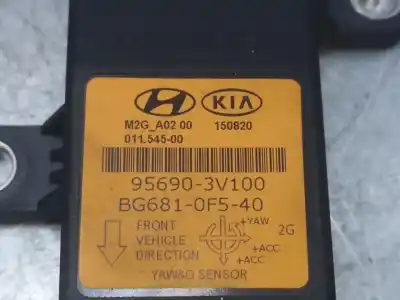 HYUNDAI KIA
M2G_A02 00 150820
011.545-00
95690-3V100
BG681-0F5-40
FRONT
VEHICLE
DIRECTION
+YAW
2G
+ACC
+ACC
YAW&G SENSOR